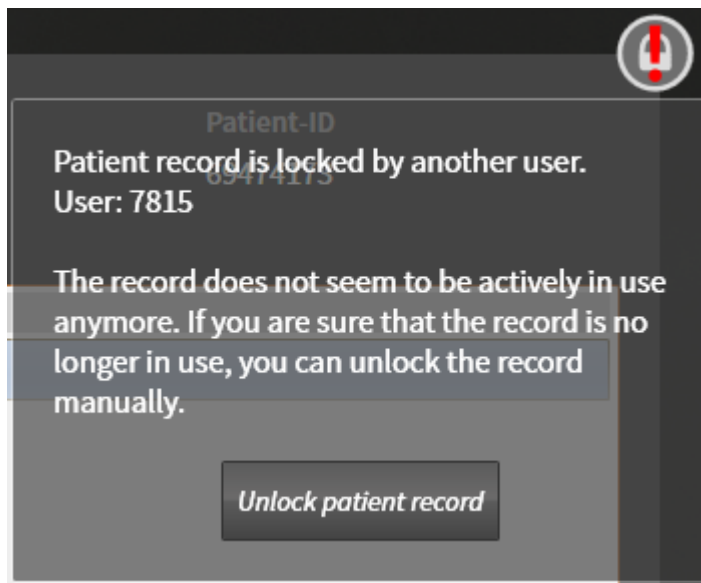 Patient-ID
Patient record is locked by another user.
69474173
User: 7815
The record does not seem to be actively in use
anymore. If you are sure that the record is no
longer in use, you can unlock the record
manually.
Unlock patient record